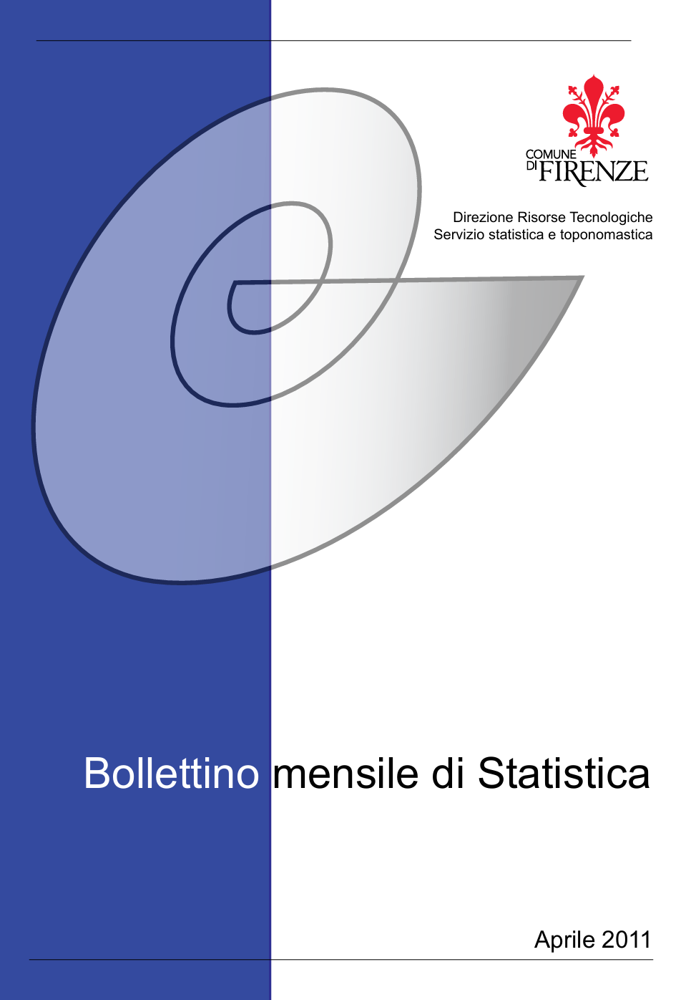 COMUNE
DI FIRENZE
Direzione Risorse Tecnologiche
Servizio statistica e toponomastica
Bollettino mensile di Statistica
Aprile 2011